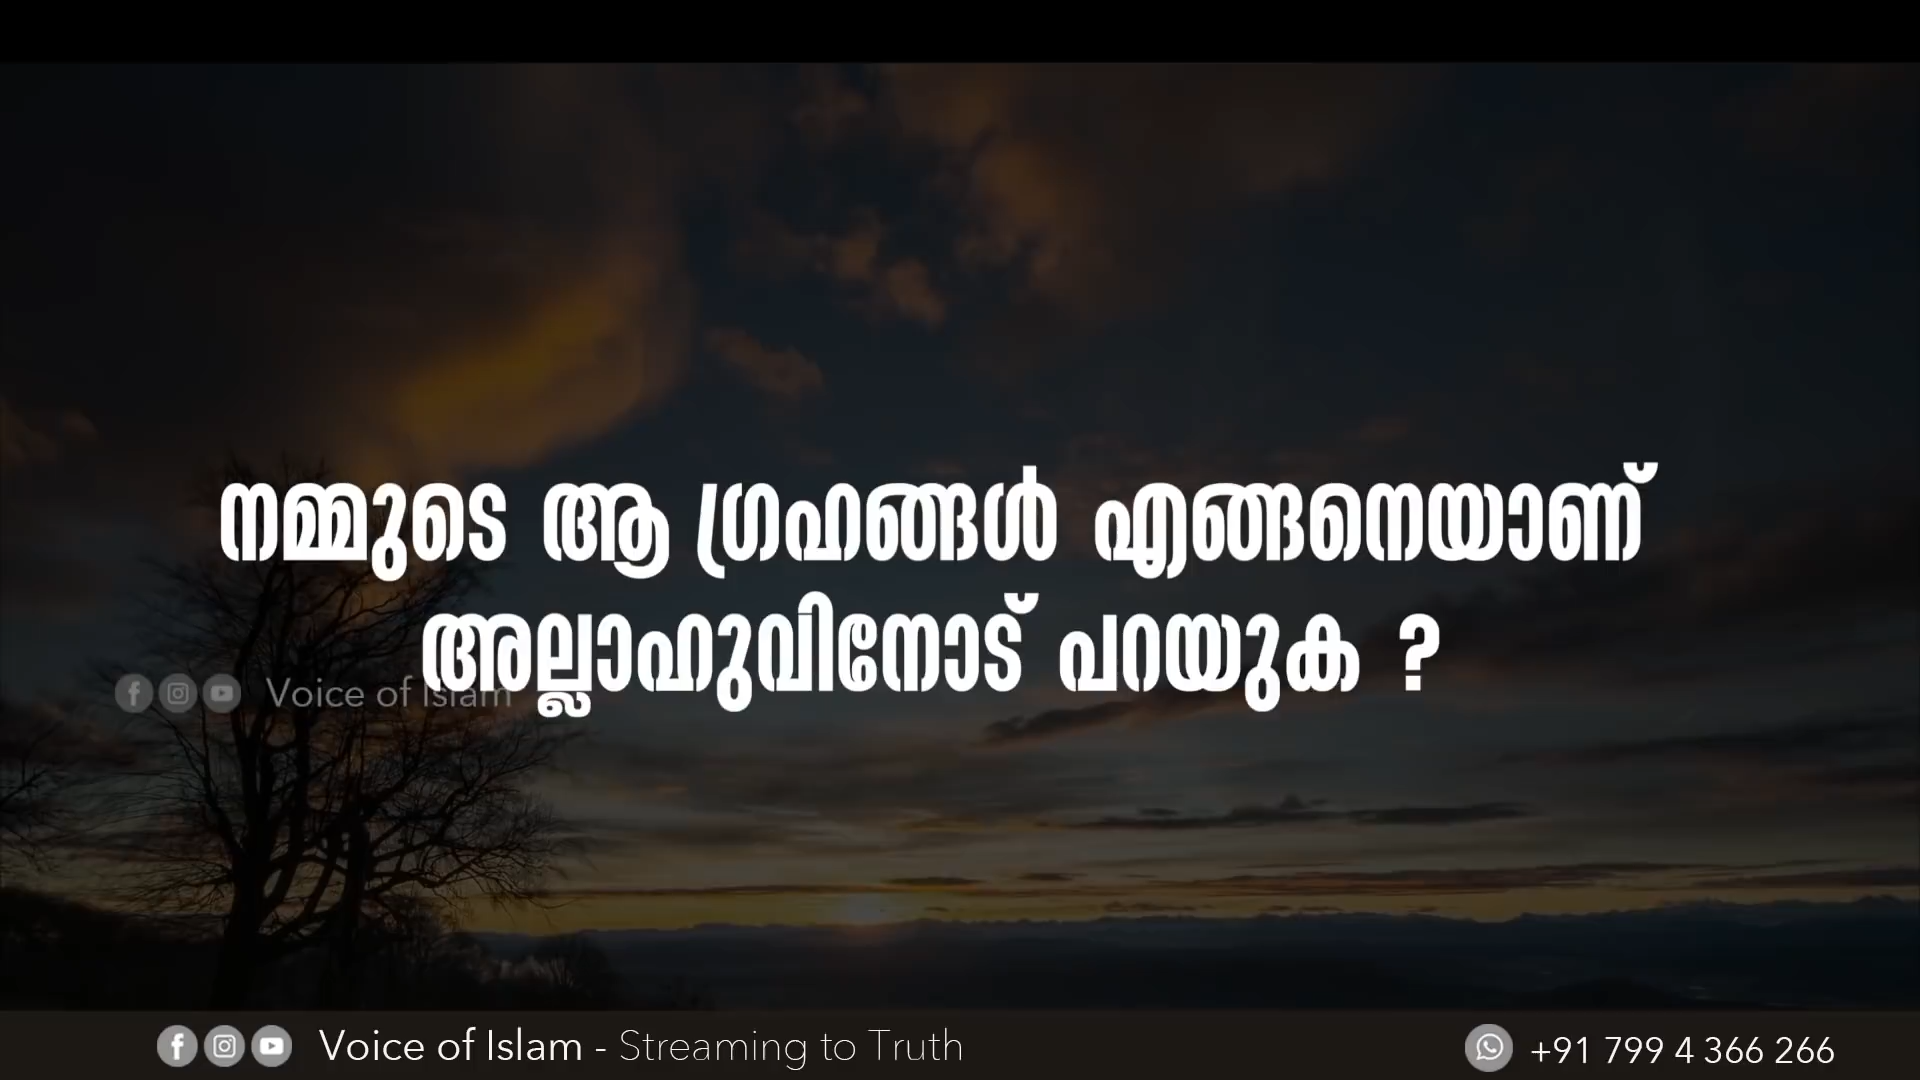 നമ്മുടെ ആ ഗ്രഹങ്ങൾ എങ്ങനെയാണ്
അല്ലാഹുവിനോട് പറയുക ?
Voice of Islam
Voice of Islam - Streaming to Truth
+91 799 4 366 266